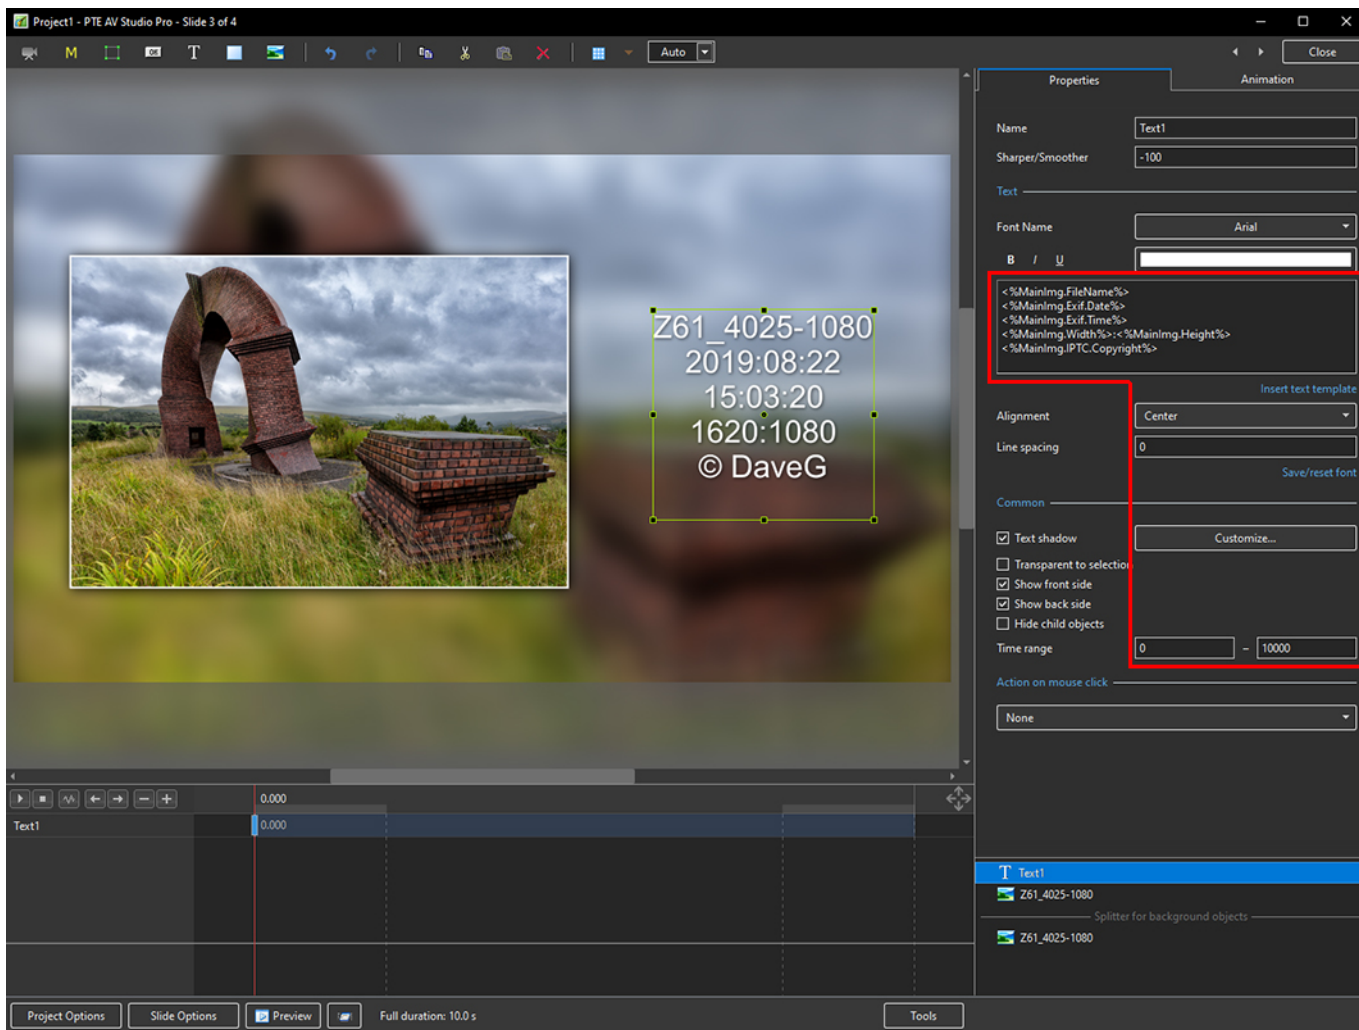 Project1 - PTE AV Studio Pro - Slide 3 of 4
M
OK
T
Auto
Close
Properties
Animation
Name
Text1
Sharper/Smoother
-100
Text
Font Name
Arial
B I U
<%MainImg.FileName%>
<%MainImg.Exif.Date%>
<%MainImg.Exif.Time%>
<%MainImg.Width%>:<%MainImg.Height%>
<%MainImg.IPTC.Copyright%>
Insert text template
Alignment
Center
Line spacing
0
Save/reset font
Common
Text shadow
Customize...
Transparent to selection
Show front side
Show back side
Hide child objects
Time range
0 – 10000
Action on mouse click
None
Z61_4025-1080
2019:08:22
15:03:20
1620:1080
© DaveG
0.000
Text1
0.000
T Text1
Z61_4025-1080
Splitter for background objects
Z61_4025-1080
Project Options
Slide Options
Preview
Full duration: 10.0 s
Tools